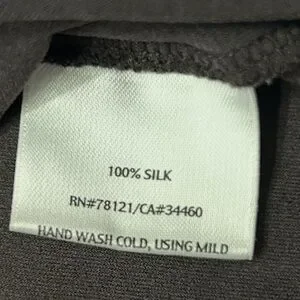 100% SILK
RN#78121/CA#34460
HAND WASH COLD, USING MILD